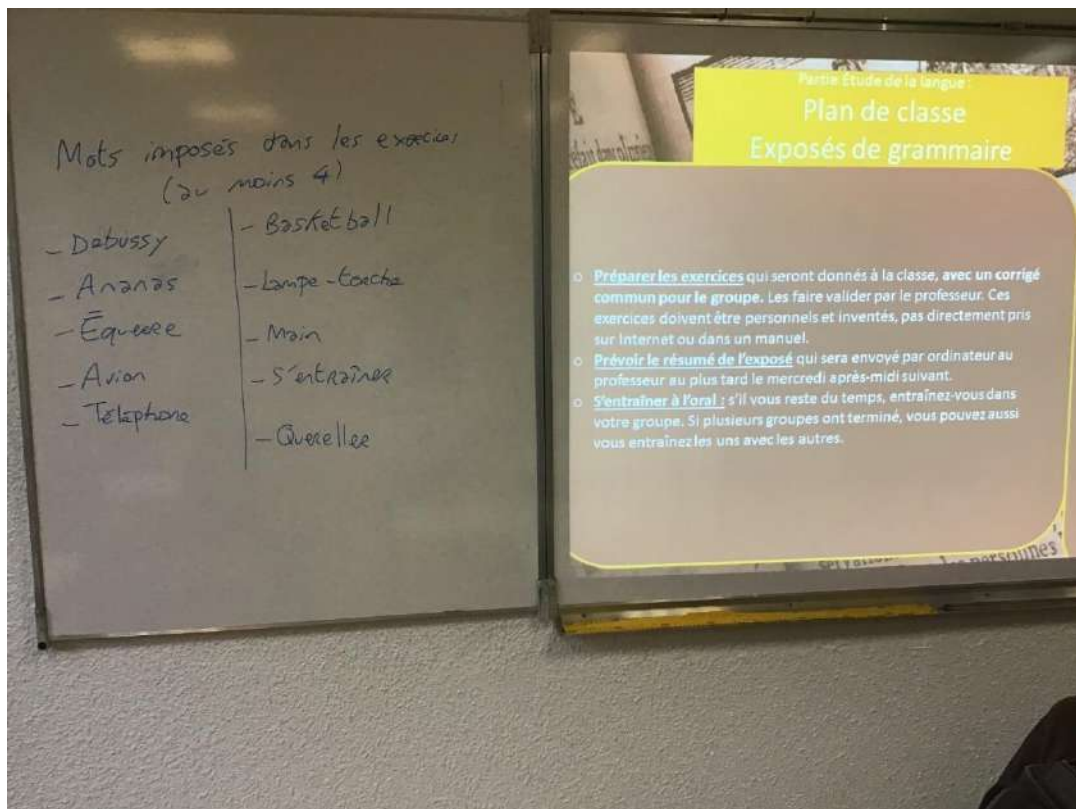 Mots imposés dans les exercices
(au moins 4)
- Debussy
- Ananas
- Équerre
- Avion
- Téléphone
- Basketball
- Lampe-torche
- Main
- S'entraîner
- Quereller
Partie Étude de la langue :
Plan de classe
Exposés de grammaire
○ Préparer les exercices qui seront donnés à la classe, avec un corrigé
commun pour le groupe. Les faire valider par le professeur. Ces
exercices doivent être personnels et inventés, pas directement pris
sur Internet ou dans un manuel.
○ Prévoir le résumé de l'exposé qui sera envoyé par ordinateur au
professeur au plus tard le mercredi après-midi suivant.
○ S'entraîner à l'oral : s'il vous reste du temps, entraînez-vous dans
votre groupe. Si plusieurs groupes ont terminé, vous pouvez aussi
vous entraînez les uns avec les autres.
personnes